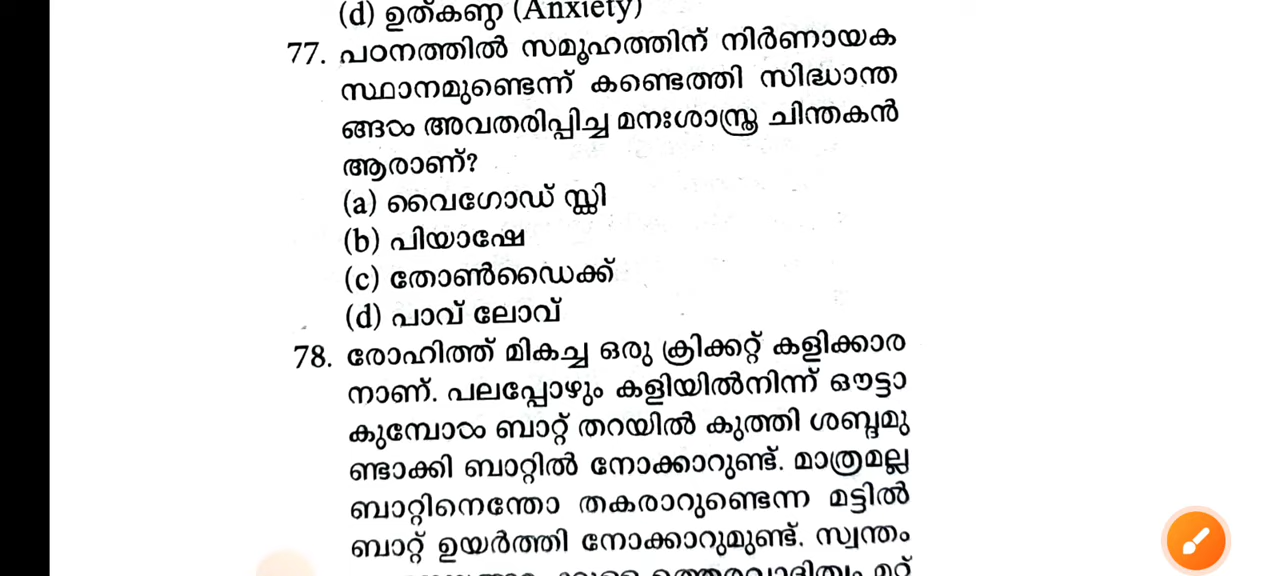 (d) ഉത്കണ്ഠ (Anxiety)
77. പഠനത്തിൽ സമൂഹത്തിന് നിർണായക
സ്ഥാനമുണ്ടെന്ന് കണ്ടെത്തി സിദ്ധാന്ത
ങ്ങൾ അവതരിപ്പിച്ച മനഃശാസ്ത്ര ചിന്തകൻ
ആരാണ്?
(a) വൈഗോഡ് സ്കി
(b) പിയാഷേ
(c) തോൺഡൈക്ക്
(d) പാവ് ലോവ്
78. രോഹിത്ത് മികച്ച ഒരു ക്രിക്കറ്റ് കളിക്കാര
നാണ്. പലപ്പോഴും കളിയിൽനിന്ന് ഔട്ടാ
കുമ്പോൾ ബാറ്റ് തറയിൽ കുത്തി ശബ്ദമു
ണ്ടാക്കി ബാറ്റിൽ നോക്കാറുണ്ട്. മാത്രമല്ല
ബാറ്റിനെന്തോ തകരാറുണ്ടെന്ന മട്ടിൽ
ബാറ്റ് ഉയർത്തി നോക്കാറുമുണ്ട്. സ്വന്തം